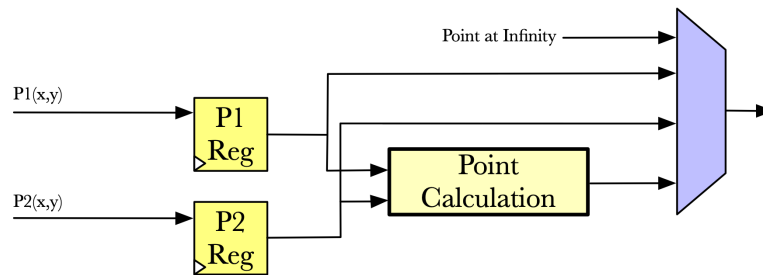 Point at Infinity
P1(x,y)
P1
Reg
Point
Calculation
P2(x,y)
P2
Reg